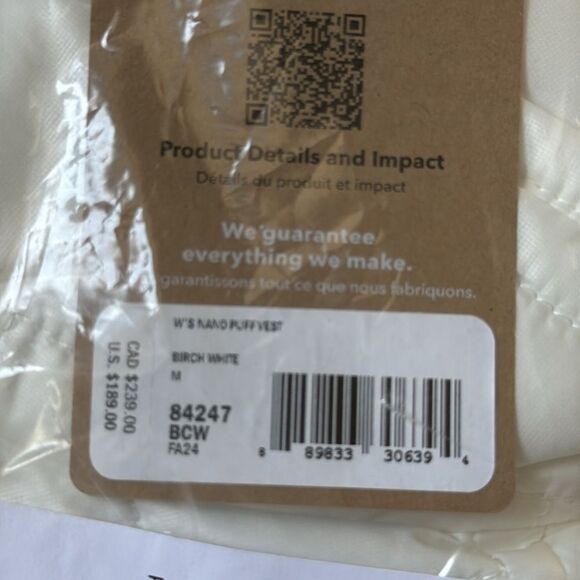 Product Details and Impact
Détails du produit et impact
We guarantee
everything we make.
garantissons tout ce que nous fabriquons.
W'S NANO PUFF VEST
BIRCH WHITE
M
84247
BCW
FA24
CAD $239.00
U.S. $189.00
8 89833 30639 4